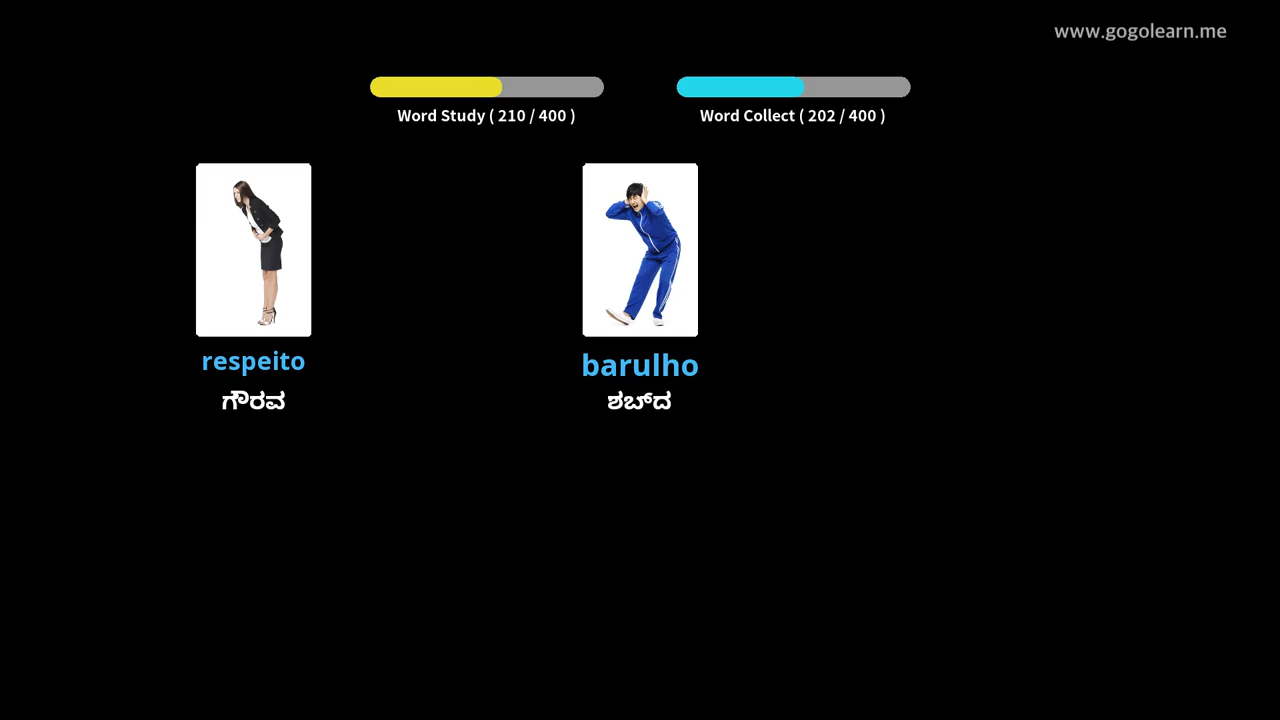 www.gogolearn.me
Word Study ( 210 / 400 )
Word Collect ( 202 / 400 )
respeito
barulho
ಗೌರವ
ಶಬ್ದ